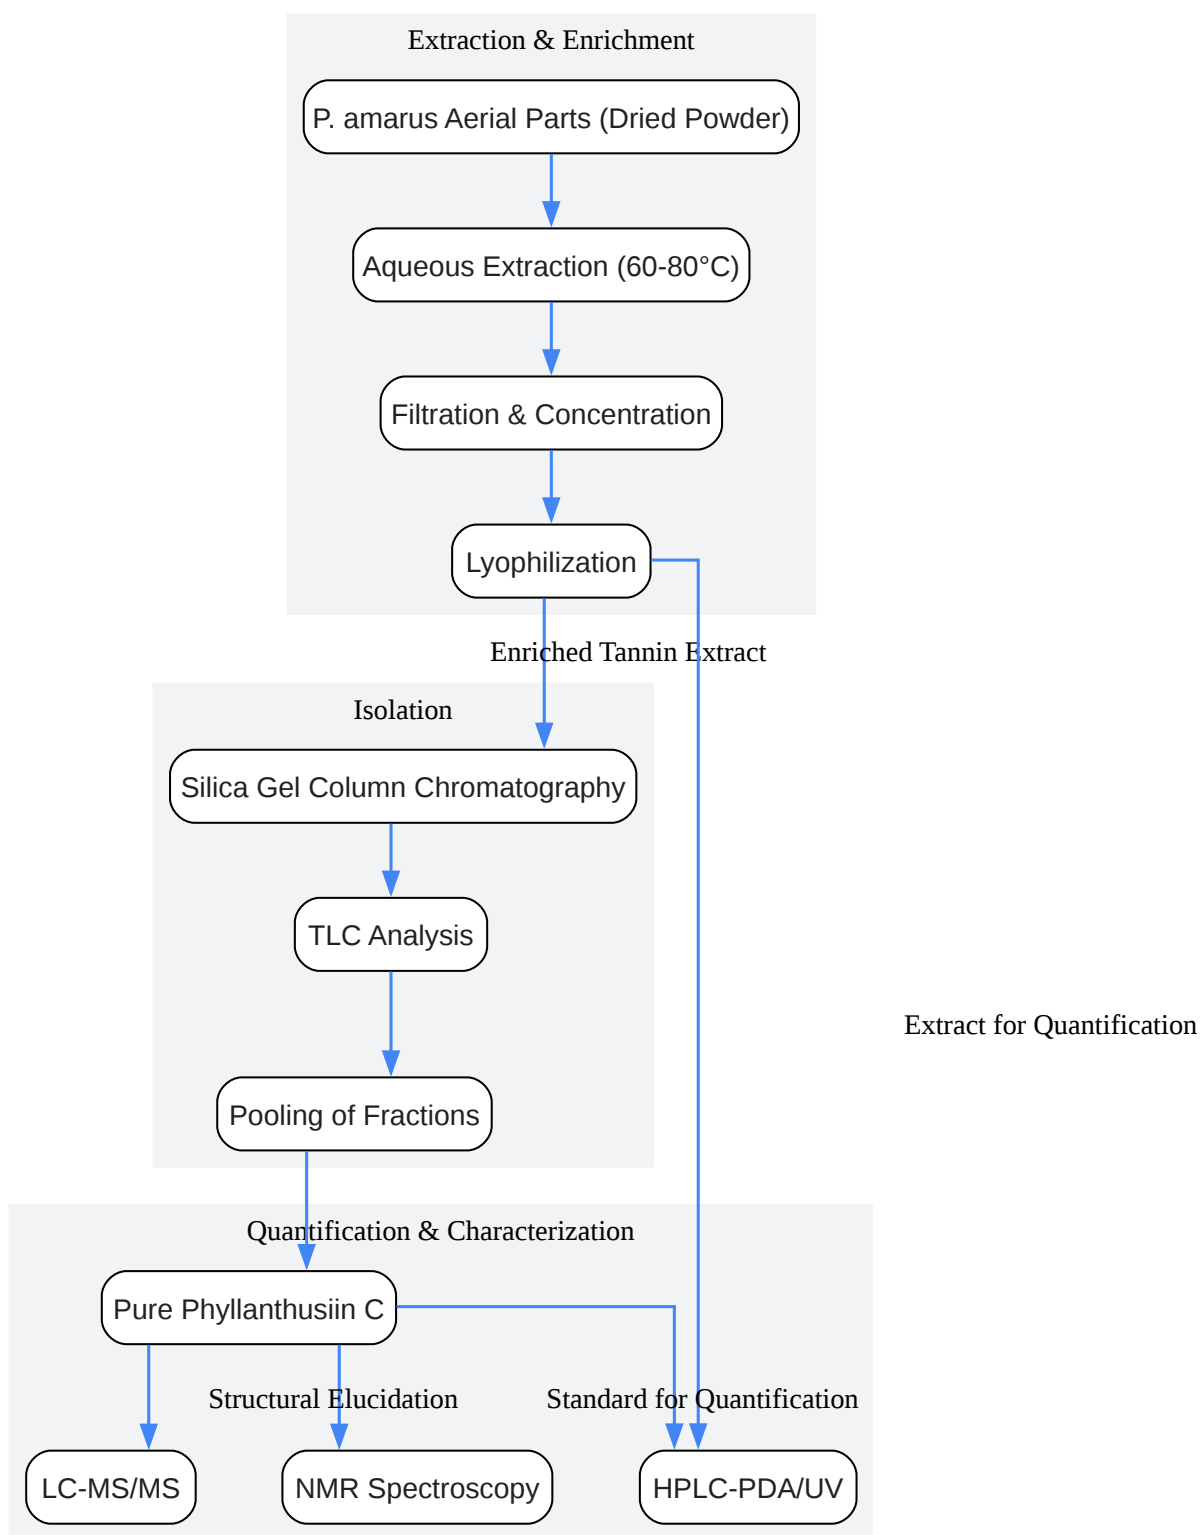 Extraction & Enrichment
P. amarus Aerial Parts (Dried Powder)
Aqueous Extraction (60-80°C)
Filtration & Concentration
Lyophilization
Enriched Tannin Extract
Isolation
Silica Gel Column Chromatography
TLC Analysis
Extract for Quantification
Pooling of Fractions
Quantification & Characterization
Pure Phyllanthusiin C
Structural Elucidation
Standard for Quantification
LC-MS/MS
NMR Spectroscopy
HPLC-PDA/UV